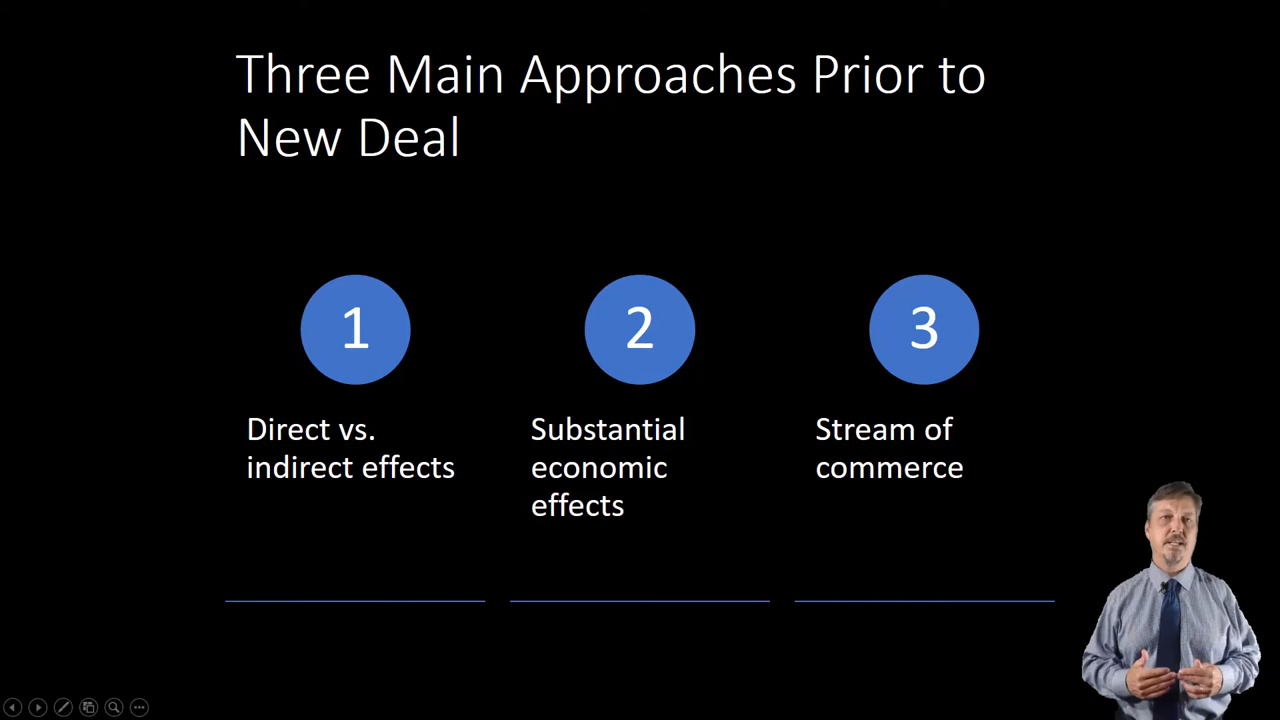 Three Main Approaches Prior to
New Deal
1
Direct vs.
indirect effects
2
Substantial
economic
effects
3
Stream of
commerce